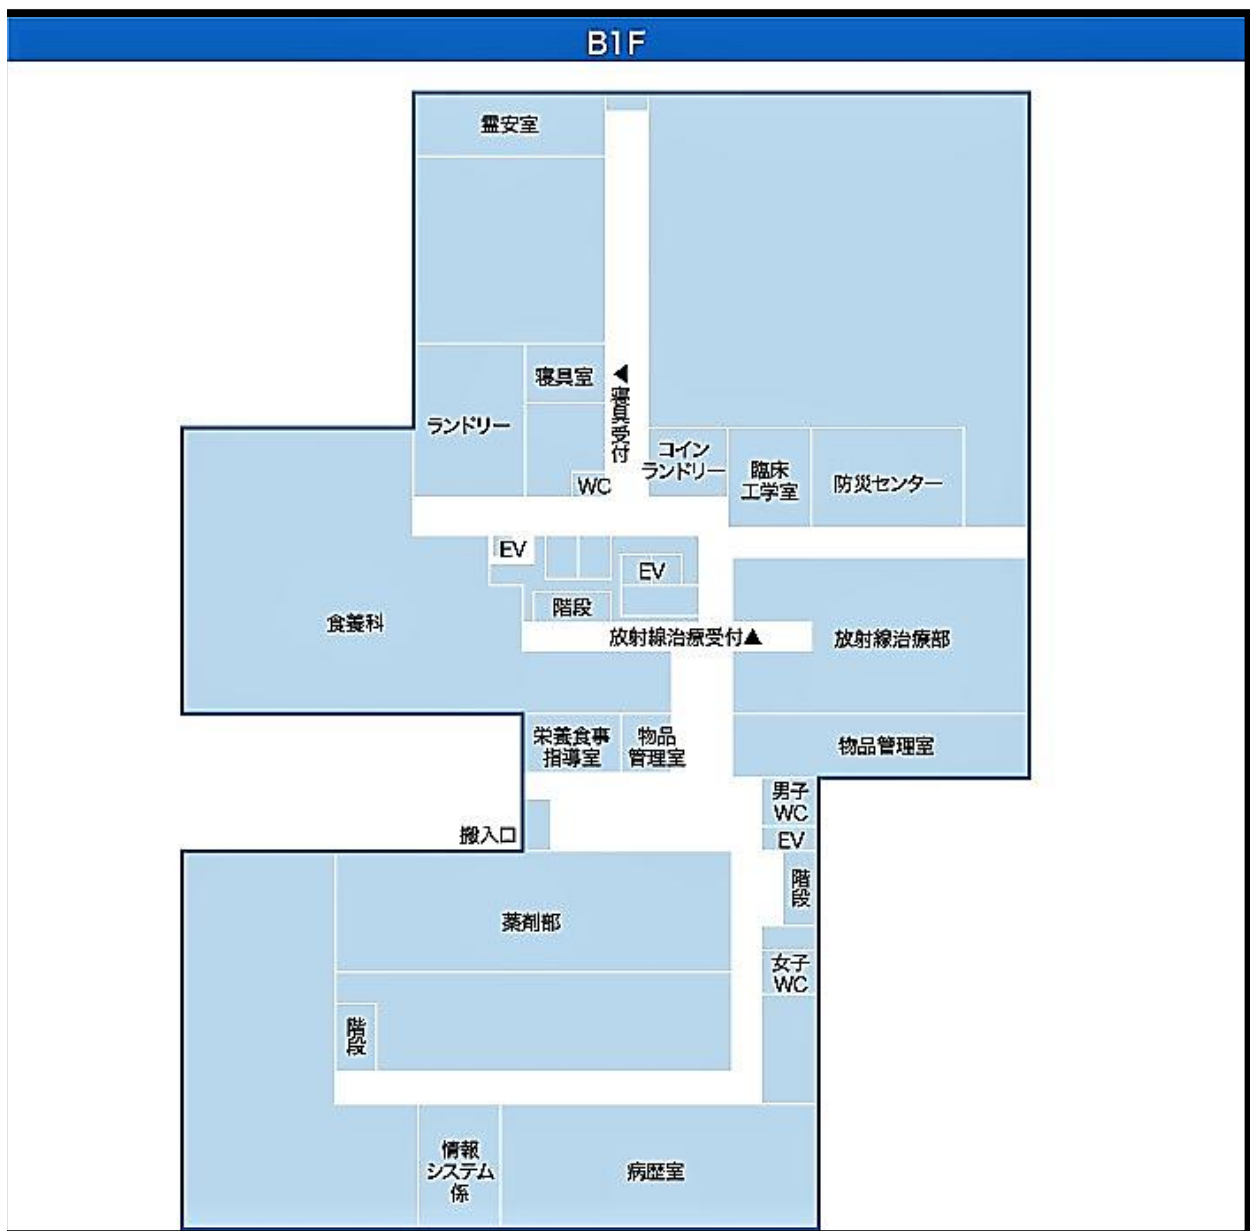 B1F
霊安室
寝具室
◀寝具受付
ランドリー
コイン
ランドリー
臨床
工学室
防災センター
WC
EV
EV
階段
食養科
放射線治療受付▲
放射線治療部
栄養食事
指導室
物品
管理室
物品管理室
男子
WC
搬入口
EV
階段
薬剤部
女子
WC
階段
情報
システム
係
病歴室